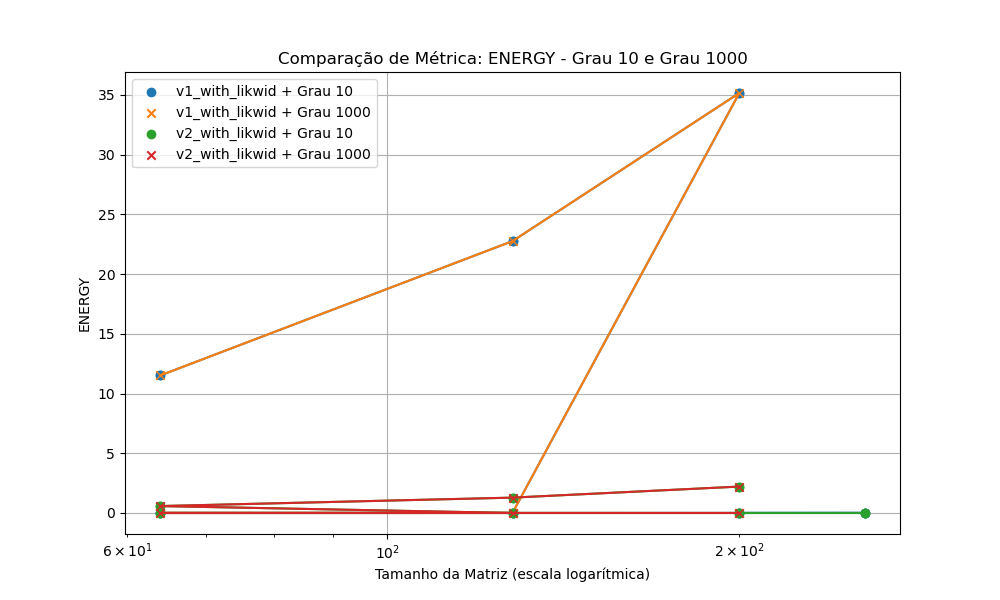 Comparação de Métrica: ENERGY - Grau 10 e Grau 1000
v1_with_likwid + Grau 10
v1_with_likwid + Grau 1000
v2_with_likwid + Grau 10
v2_with_likwid + Grau 1000
35
30
25
20
15
10
5
0
ENERGY
6 × 10¹
10²
2 × 10²
Tamanho da Matriz (escala logarítmica)